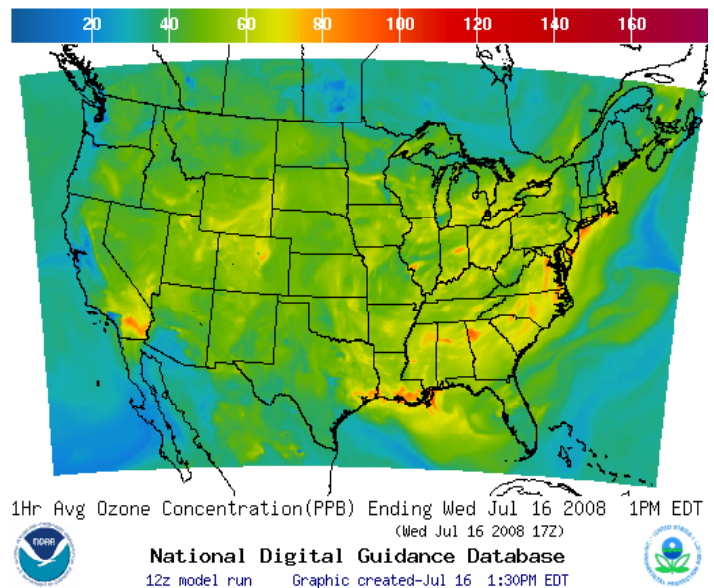 20 40 60 80 100 120 140 160
1Hr Avg Ozone Concentration(PPB) Ending Wed Jul 16 2008 1PM EDT
(Wed Jul 16 2008 17Z)
NOAA
National Digital Guidance Database
12z model run Graphic created-Jul 16 1:30PM EDT